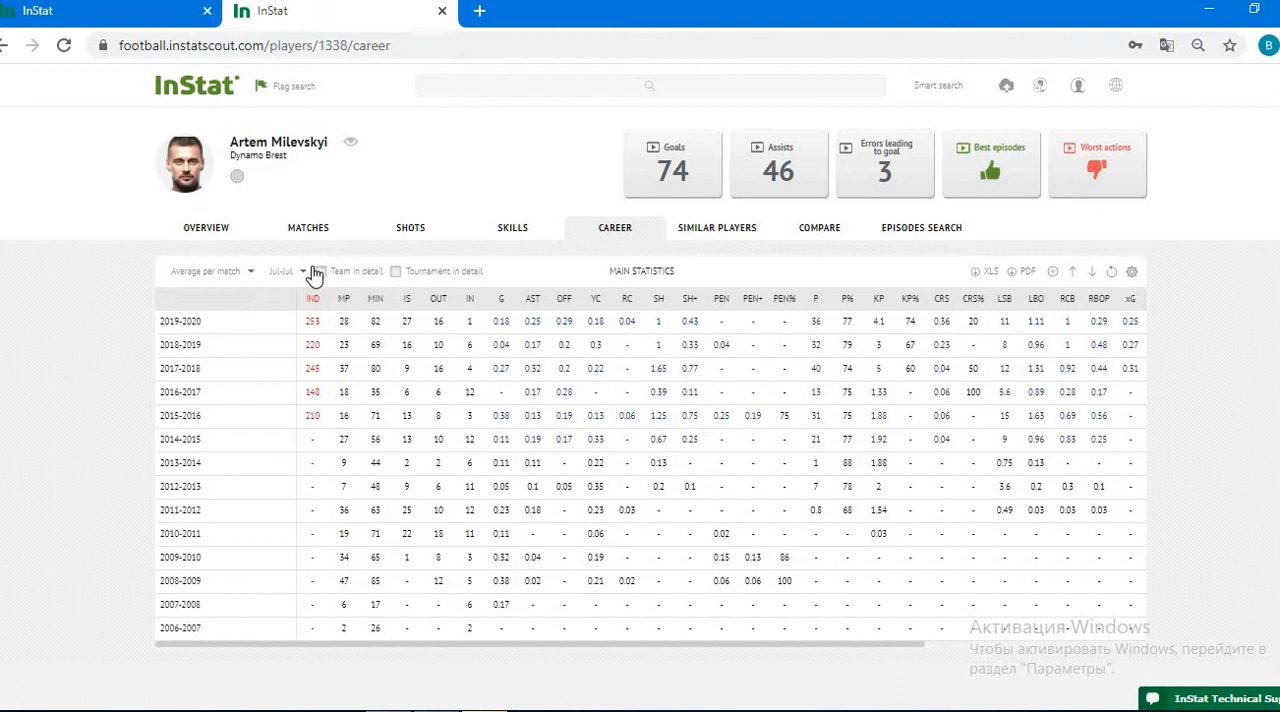 InStat
InStat
football.instatscout.com/players/1338/career
B
InStat
Flag search
Smart search
Artem Milevskyi
Dynamo Brest
Goals
74
Assists
46
Errors leading
to goal
3
Best episodes
Worst actions
OVERVIEW MATCHES SHOTS SKILLS CAREER SIMILAR PLAYERS COMPARE EPISODES SEARCH
Average per match Jul-Jul Team in detail Tournament in detail MAIN STATISTICS XLS PDF
IND MP MIN IS OUT IN G AST OFF YC RC SH SH+ PEN PEN+ PEN% P P% KP KP% CRS CRS% LSB LBO RCB RBOP xG
2019-2020 253 28 82 27 16 1 0.18 0.25 0.29 0.18 0.04 1 0.43 - - - 36 77 4.1 74 0.36 20 11 1.11 1 0.29 0.25
2018-2019 220 23 69 16 10 6 0.04 0.17 0.2 0.3 - 1 0.33 0.04 - - 32 79 3 67 0.23 - 8 0.96 1 0.48 0.27
2017-2018 245 37 80 9 16 4 0.27 0.32 0.2 0.22 - 1.65 0.77 - - - 40 74 5 60 0.04 50 12 1.31 0.92 0.44 0.31
2016-2017 148 18 35 6 6 12 - 0.17 0.28 - - 0.39 0.11 - - - 13 75 1.33 - 0.06 100 5.6 0.89 0.28 0.17 -
2015-2016 210 16 71 13 8 3 0.38 0.13 0.19 0.13 0.06 1.25 0.75 0.25 0.19 75 31 75 1.88 - 0.06 - 15 1.63 0.69 0.56 -
2014-2015 - 27 56 13 10 12 0.11 0.19 0.17 0.33 - 0.67 0.25 - - - 21 77 1.92 - 0.04 - 9 0.96 0.83 0.25 -
2013-2014 - 9 44 2 2 6 0.11 0.11 - 0.22 - 0.13 - - - - 1 88 1.88 - - - 0.75 0.13 - - -
2012-2013 - 7 48 9 6 11 0.05 0.1 0.05 0.35 - 0.2 0.1 - - - 7 78 2 - - - 3.6 0.2 0.3 0.1 -
2011-2012 - 36 63 25 10 12 0.23 0.18 - 0.23 0.03 - - - - - 0.8 68 1.54 - - - 0.49 0.03 0.03 0.03 -
2010-2011 - 19 71 22 18 11 0.11 - - 0.06 - - - 0.02 - - - - 0.03 - - - - - - - -
2009-2010 - 34 65 1 8 3 0.32 0.04 - 0.19 - - - 0.15 0.13 86 - - - - - - - - - - -
2008-2009 - 47 85 - 12 5 0.38 0.02 - 0.21 0.02 - - 0.06 0.06 100 - - - - - - - - - - -
2007-2008 - 6 17 - - 6 0.17 - - - - - - - - - - - - - - - - - - - -
2006-2007 - 2 26 - - 2 - - - - - - - - - - - - - - - - - - - - -
Активация Windows
Чтобы активировать Windows, перейдите в
раздел "Параметры".
InStat Technical Su